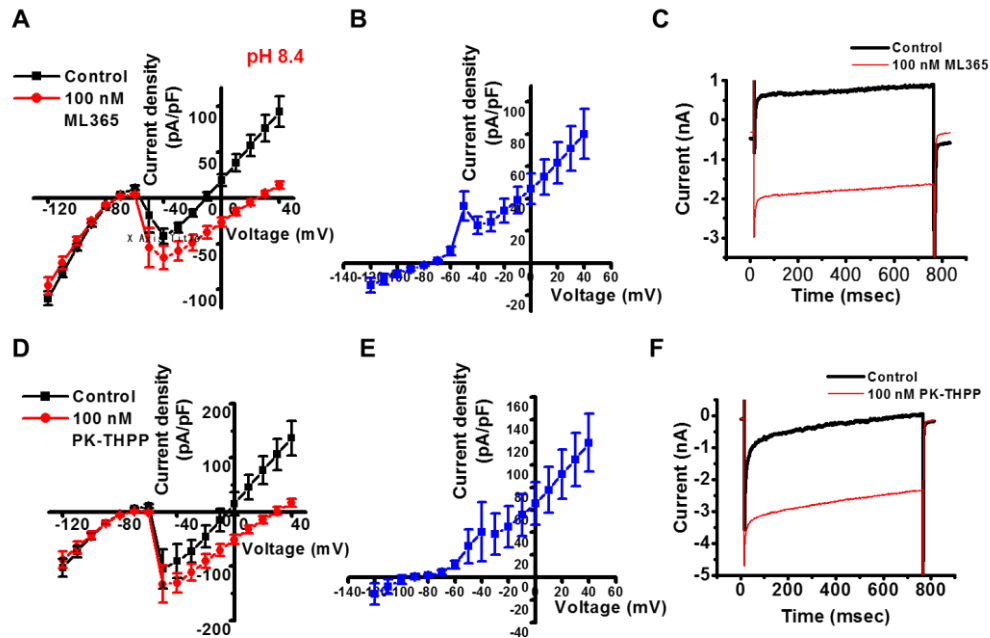 A
pH 8.4
Control
100 nM
ML365
Current density
(pA/pF)
100
50
-50
-100
-120
-80
-40
0
40
Voltage (mV)
B
Current density
(pA/pF)
100
80
60
40
20
-20
-140
-120
-100
-80
-60
-40
-20
0
20
40
60
Voltage (mV)
C
Control
100 nM ML365
Current (nA)
1
0
-1
-2
-3
0
200
400
600
800
Time (msec)
D
Control
100 nM
PK-THPP
Current density
(pA/pF)
200
100
-100
-200
-120
-80
-40
0
40
Voltage (mV)
E
Current density
(pA/pF)
160
140
120
100
80
60
40
20
-20
-40
-140
-120
-100
-80
-60
-40
-20
0
20
40
60
Voltage (mV)
F
Control
100 nM PK-THPP
Current (nA)
0
-1
-2
-3
-4
-5
0
200
400
600
800
Time (msec)